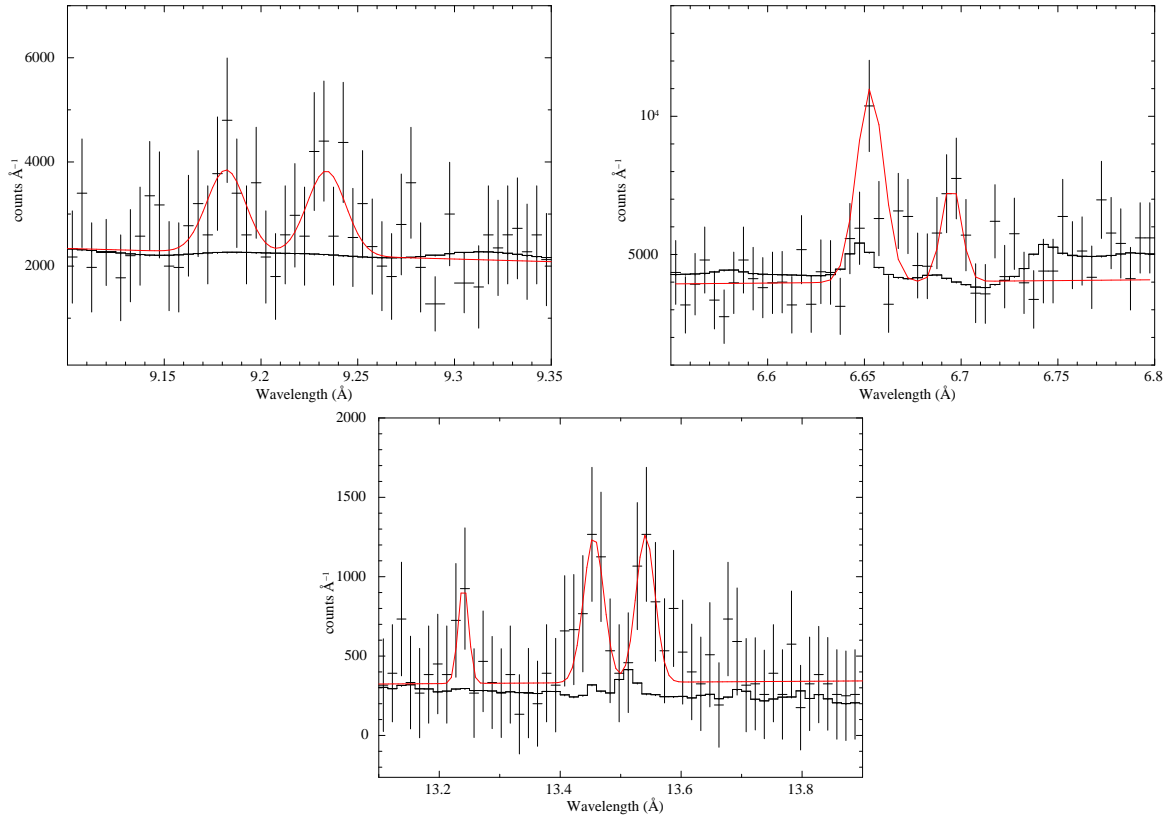 6000
4000
2000
counts Å⁻¹
9.15 9.2 9.25 9.3 9.35
Wavelength (Å)
10⁴
5000
counts Å⁻¹
6.6 6.65 6.7 6.75 6.8
Wavelength (Å)
2000
1500
1000
500
0
counts Å⁻¹
13.2 13.4 13.6 13.8
Wavelength (Å)